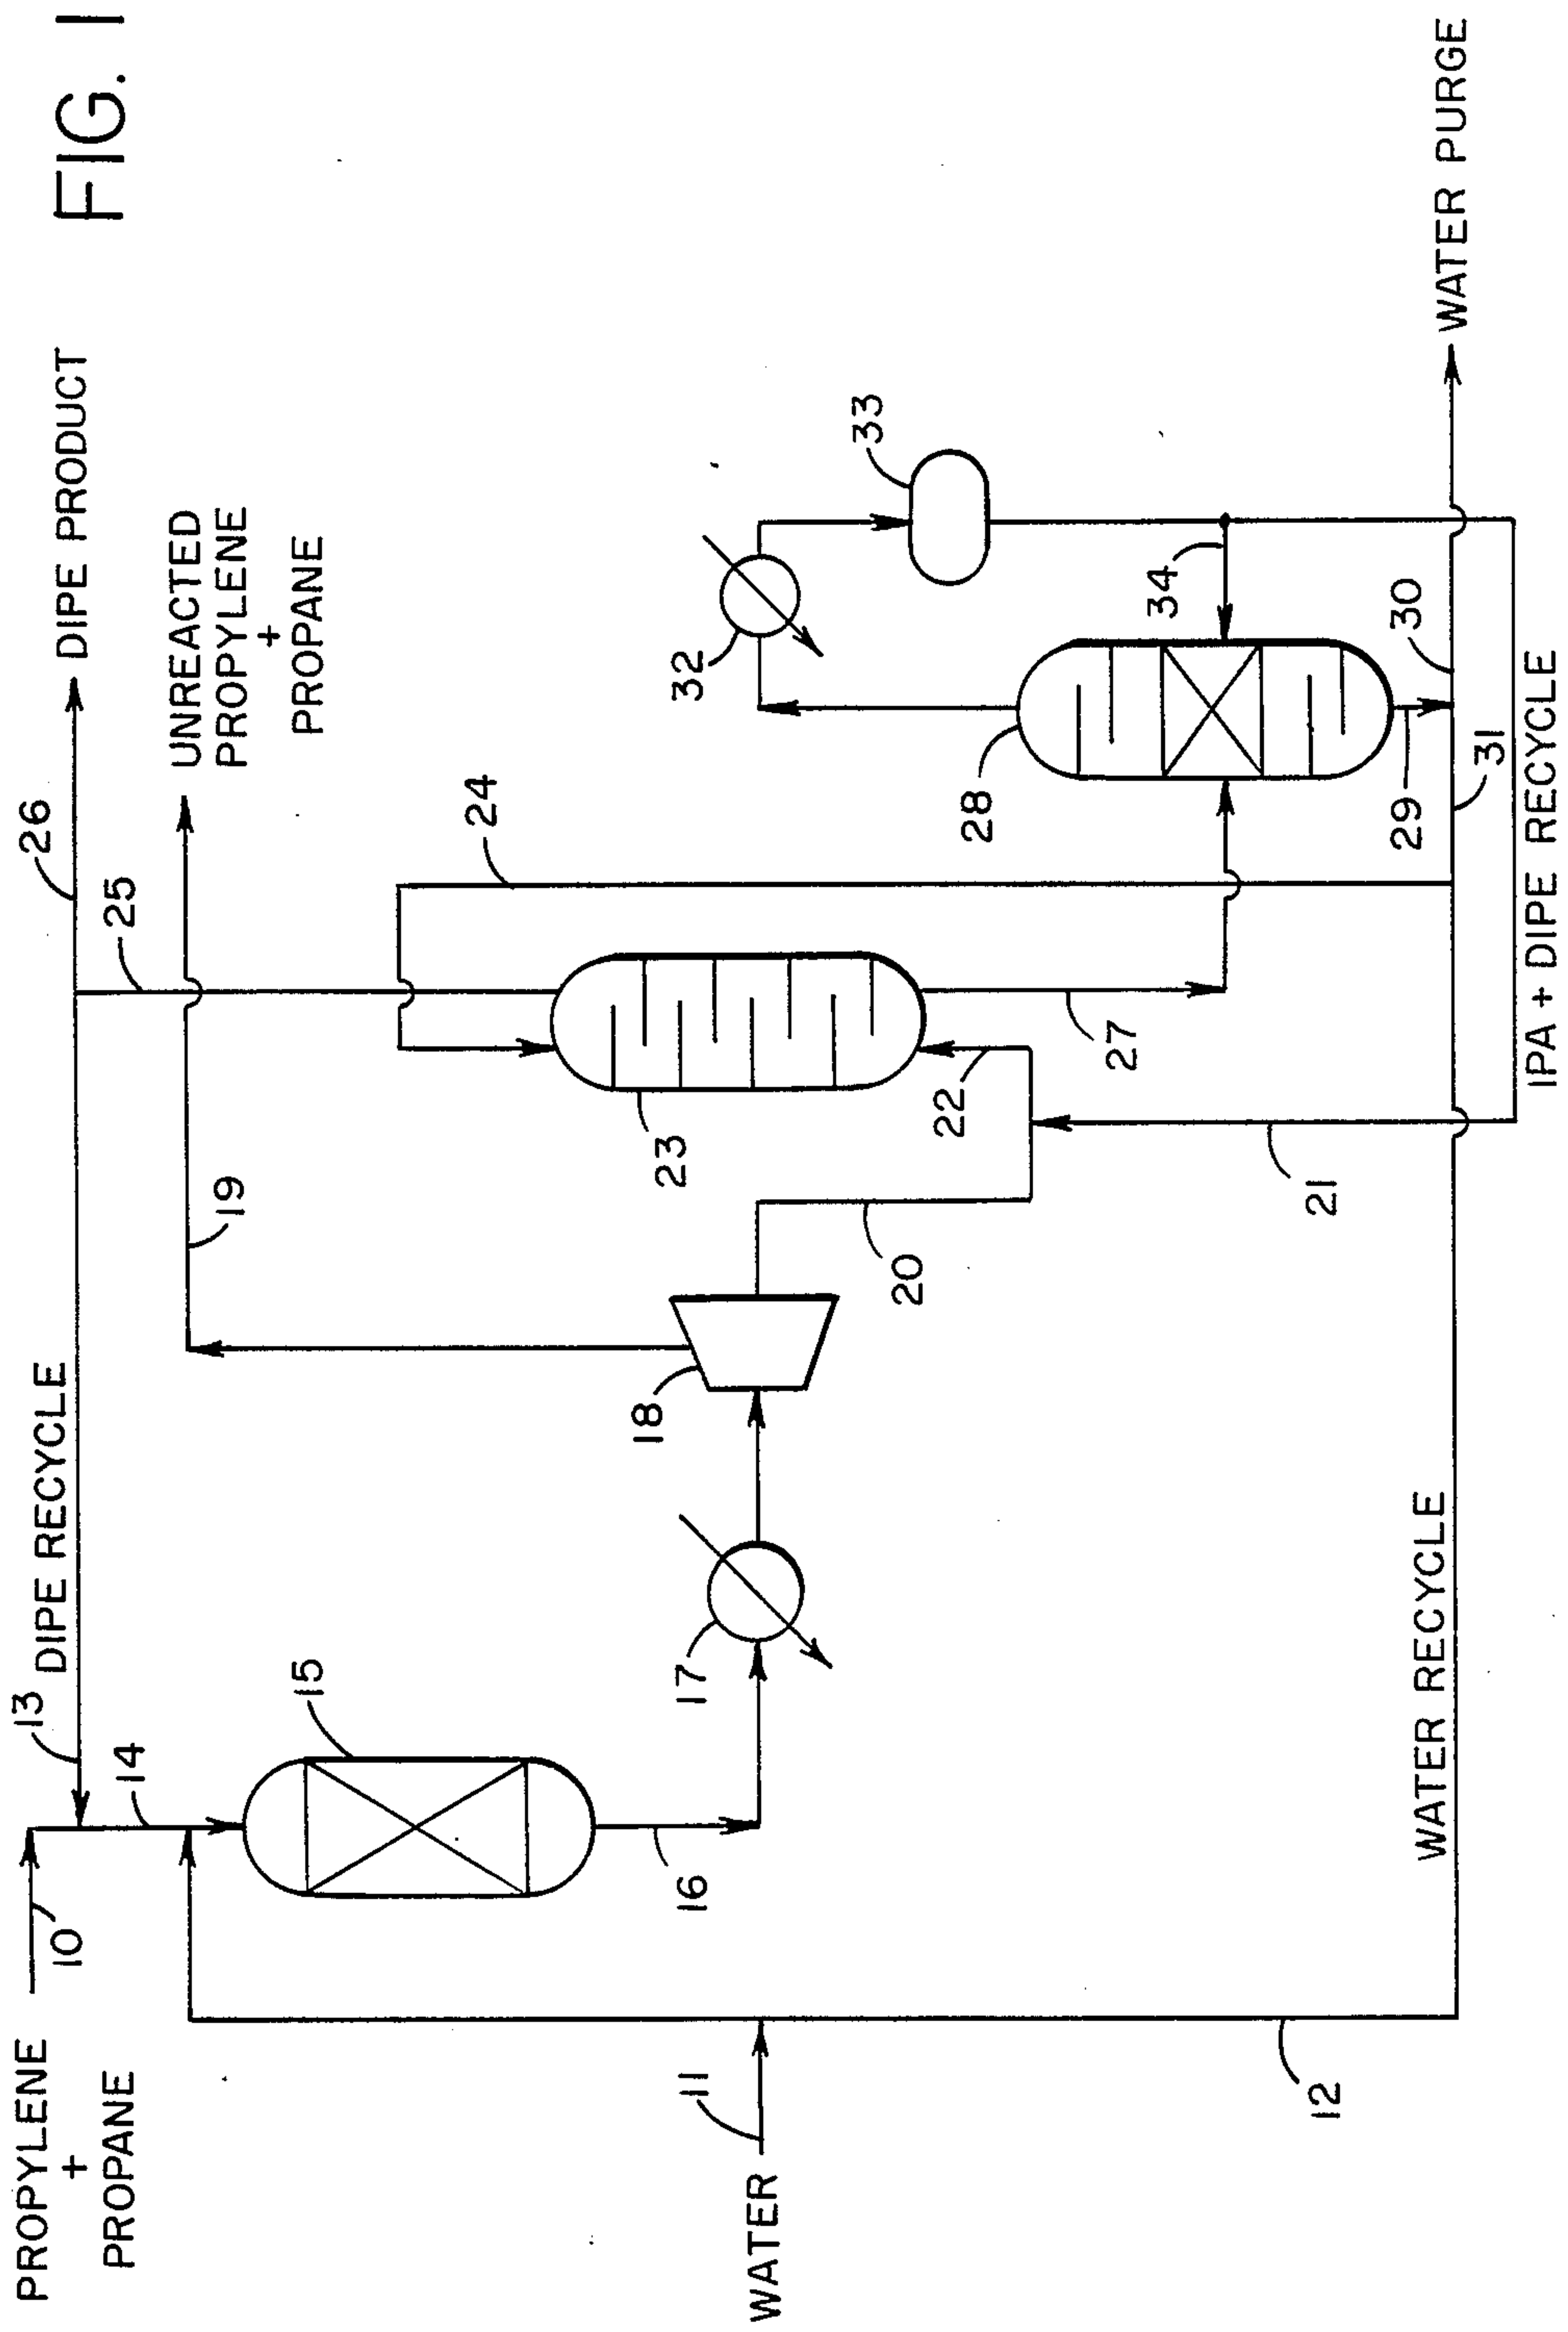 FIG. 1
PROPYLENE
+
PROPANE
10
13
DIPE RECYCLE
14
15
16
WATER
11
12
17
18
19
20
21
22
23
24
25
26
DIPE PRODUCT
UNREACTED
PROPYLENE
+
PROPANE
27
28
29
30
31
32
33
34
WATER RECYCLE
IPA + DIPE RECYCLE
WATER PURGE